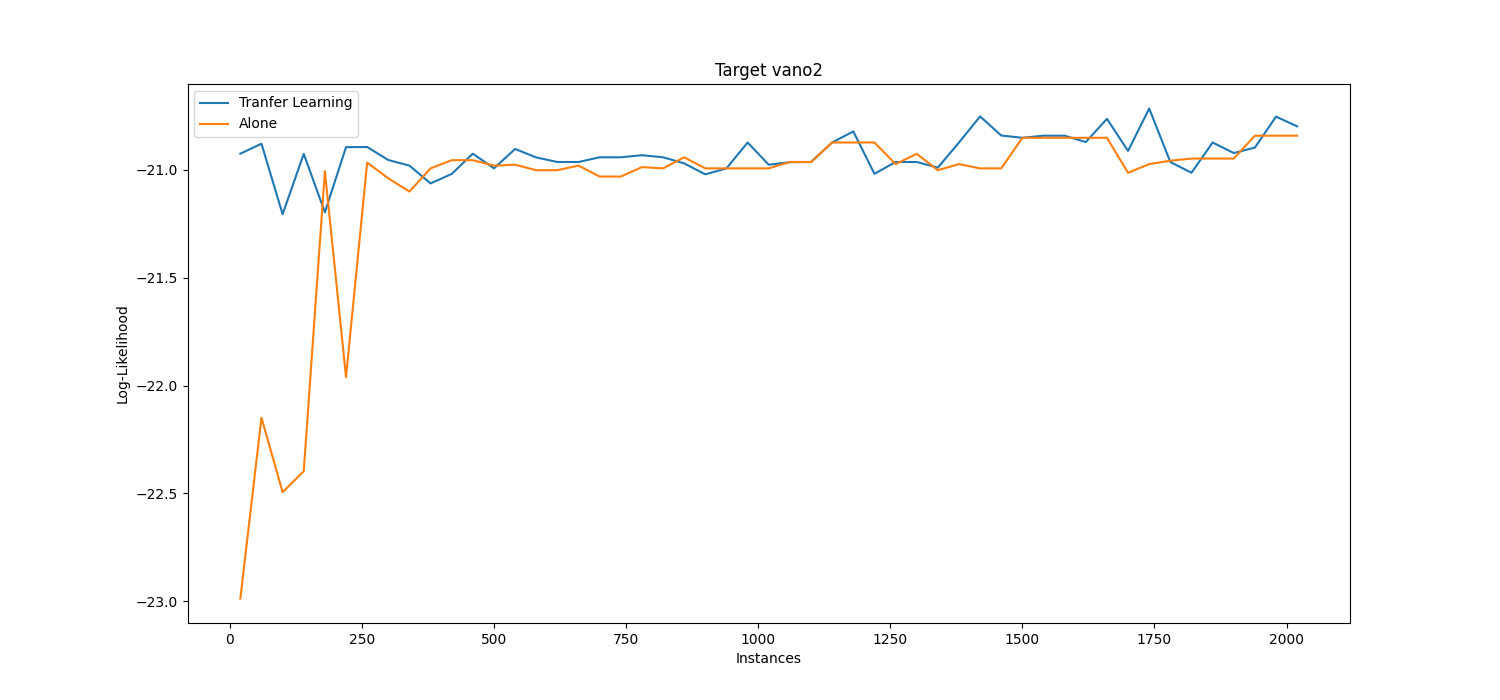 Target vano2
Tranfer Learning
Alone
−21.0
−21.5
−22.0
−22.5
−23.0
Log-Likelihood
0 250 500 750 1000 1250 1500 1750 2000
Instances